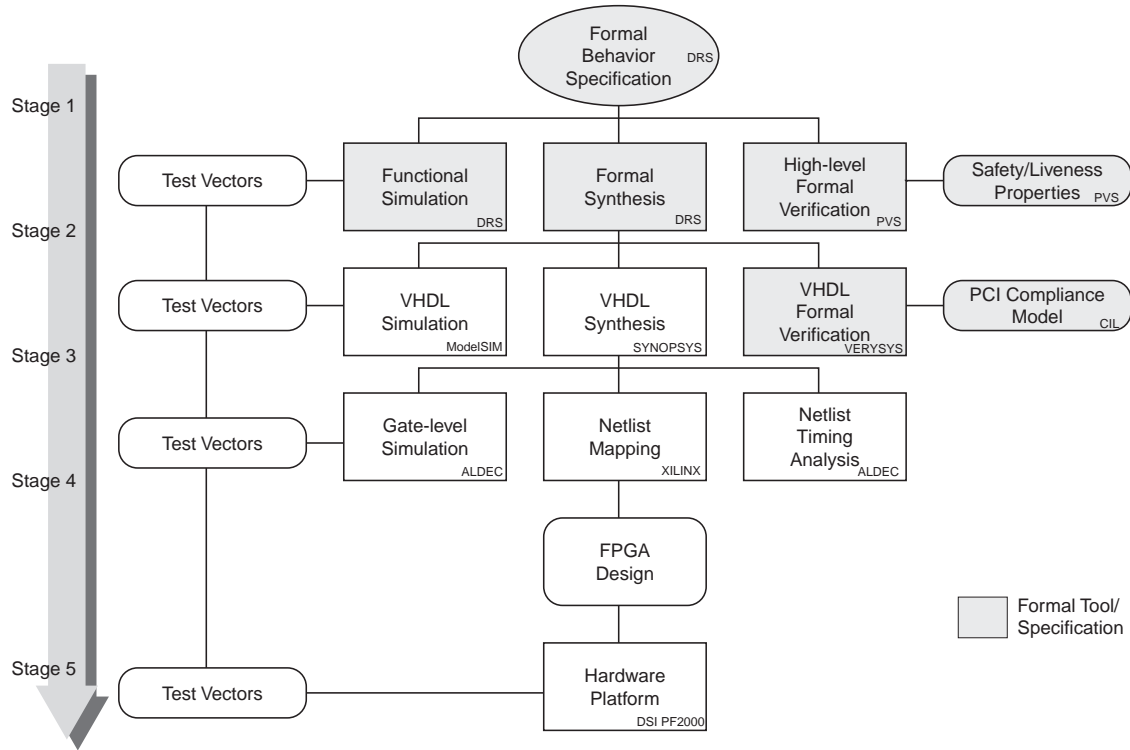 Formal
Behavior
Specification
DRS
Stage 1
Test Vectors
Functional
Simulation
DRS
Formal
Synthesis
DRS
High-level
Formal
Verification
PVS
Safety/Liveness
Properties
PVS
Stage 2
Test Vectors
VHDL
Simulation
ModelSIM
VHDL
Synthesis
SYNOPSYS
VHDL
Formal
Verification
VERYSYS
PCI Compliance
Model
CIL
Stage 3
Test Vectors
Gate-level
Simulation
ALDEC
Netlist
Mapping
XILINX
Netlist
Timing
Analysis
ALDEC
Stage 4
FPGA
Design
Formal Tool/
Specification
Stage 5
Test Vectors
Hardware
Platform
DSI PF2000